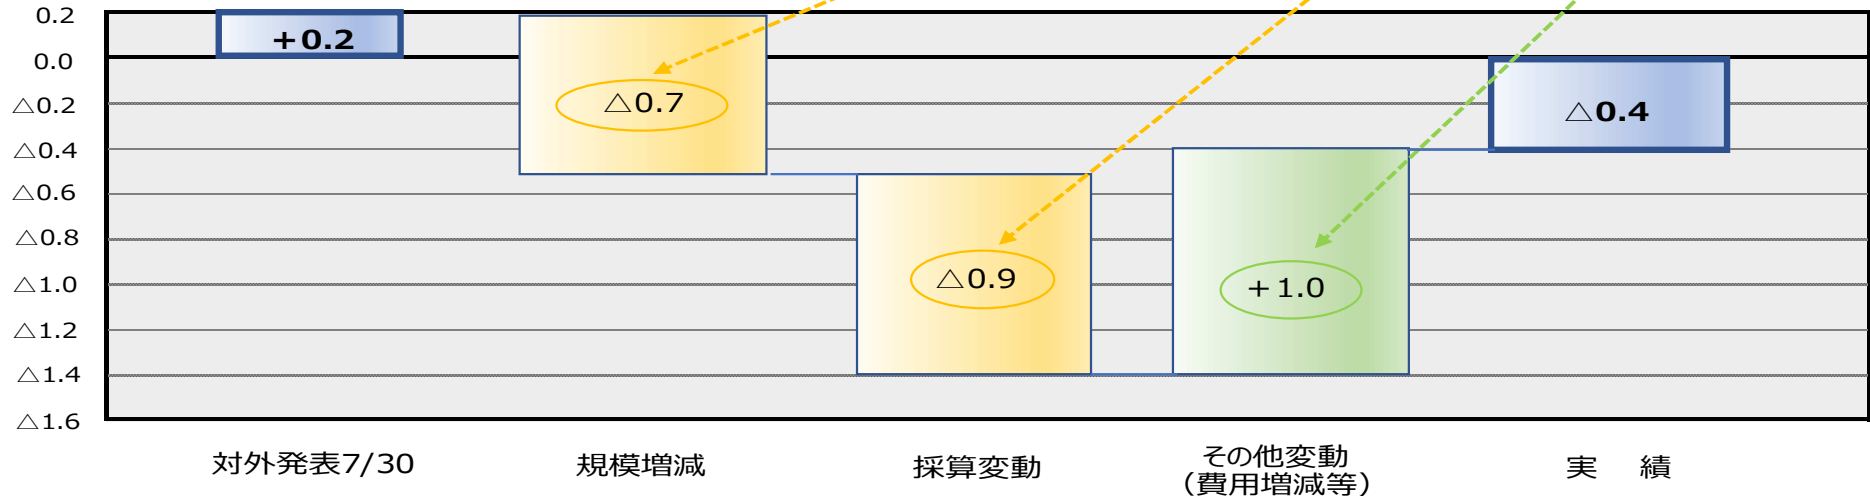 0.2
0.0
△0.2
△0.4
△0.6
△0.8
△1.0
△1.2
△1.4
△1.6
+0.2
△0.7
△0.9
+1.0
△0.4
対外発表7/30
規模増減
採算変動
その他変動
（費用増減等）
実　績